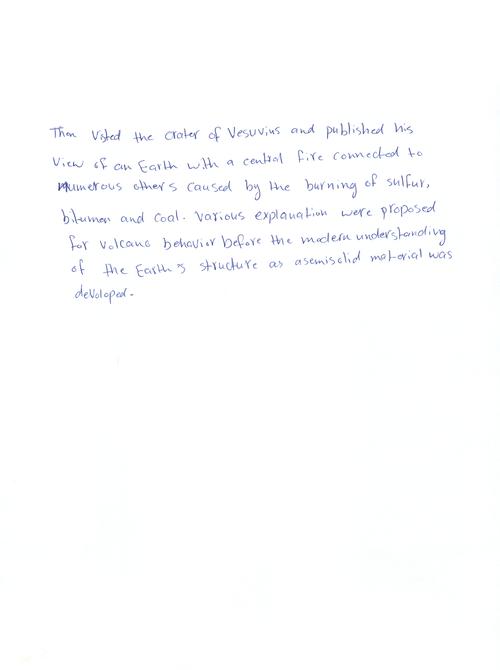 Then Visted the crater of Vesuvius and published his
View of an Earth with a central fire connected to
numerous others caused by the burning of sulfur,
bitumen and coal. Various explanation were proposed
for volcano behavior before the modern understanding
of the Earth's structure as asemisolid material was
devoloped.